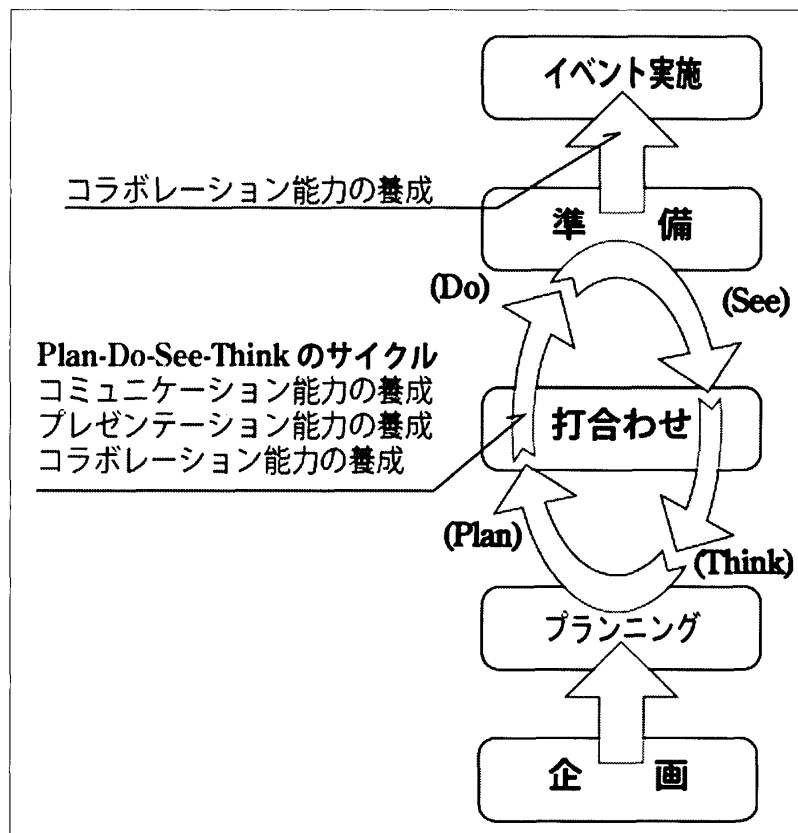 イベント実施
コラボレーション能力の養成
準 備
(Do)
(See)
Plan-Do-See-Think のサイクル
コミュニケーション能力の養成
プレゼンテーション能力の養成
コラボレーション能力の養成
打合わせ
(Plan)
(Think)
プランニング
企 画